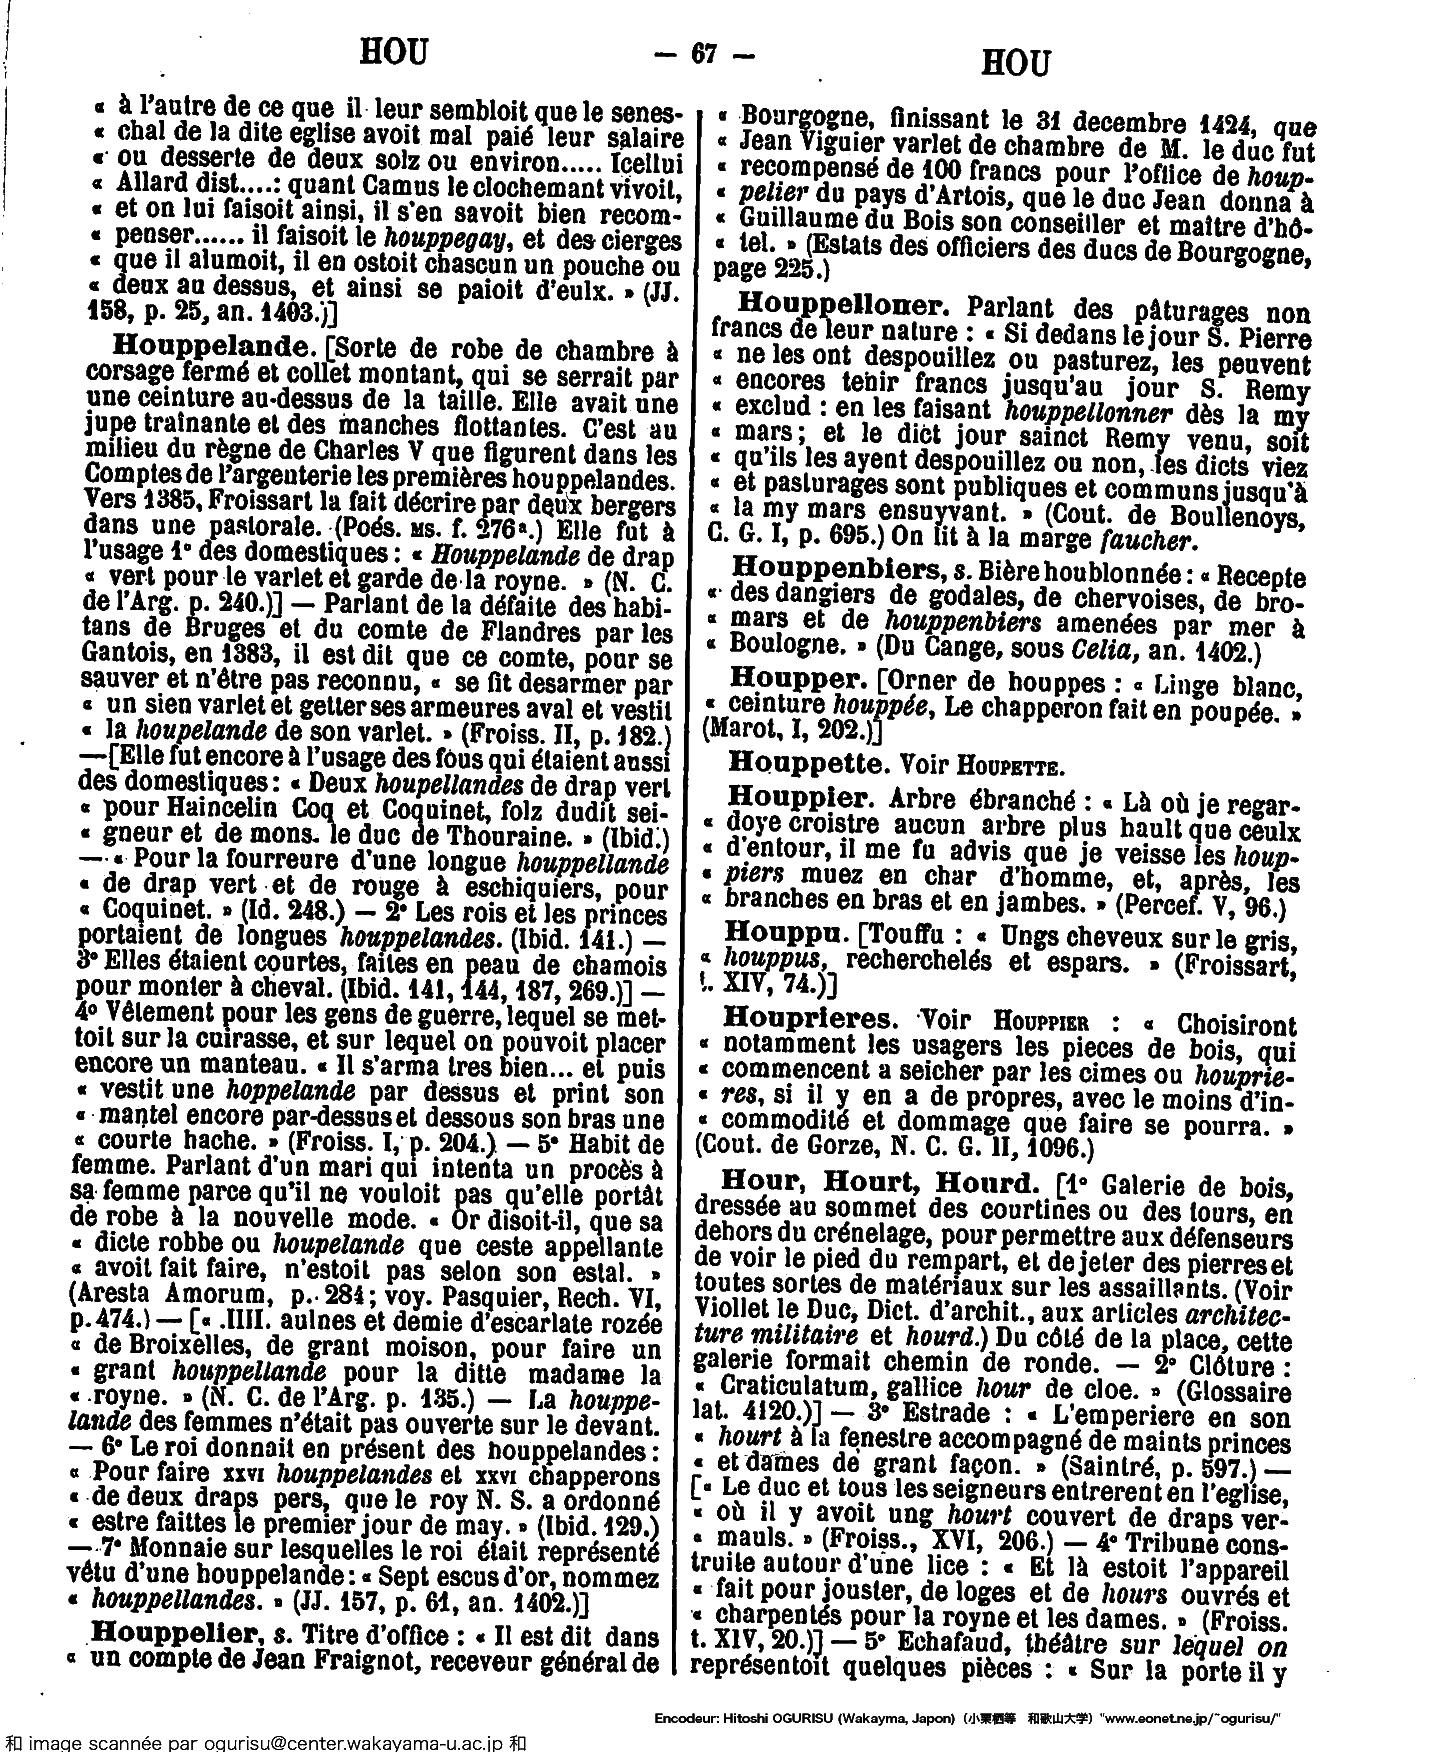 HOU
— 67 —
HOU
« à l'autre de ce que il leur sembloit que le senes-
« chal de la dite eglise avoit mal paié leur salaire
« ou desserte de deux solz ou environ..... Icellui
« Allard dist....: quant Camus le clochemant vivoit,
« et on lui faisoit ainsi, il s'en savoit bien recom-
« penser...... il faisoit le houppegay, et des cierges
« que il alumoit, il en ostoit chascun un pouche ou
« deux au dessus, et ainsi se paioit d'eulx. » (JJ.
158, p. 25, an. 1403.)]
Houppelande. [Sorte de robe de chambre à
corsage fermé et collet montant, qui se serrait par
une ceinture au-dessus de la taille. Elle avait une
jupe traînante et des manches flottantes. C'est au
milieu du règne de Charles V que figurent dans les
Comptes de l'argenterie les premières houppelandes.
Vers 1385, Froissart la fait décrire par deux bergers
dans une pastorale. (Poés. MS. f. 276ª.) Elle fut à
l'usage 1° des domestiques : « Houppelande de drap
« vert pour le varlet et garde de la royne. » (N. C.
de l'Arg. p. 240.)] — Parlant de la défaite des habi-
tans de Bruges et du comte de Flandres par les
Gantois, en 1383, il est dit que ce comte, pour se
sauver et n'être pas reconnu, « se fit desarmer par
« un sien varlet et getter ses armeures aval et vestit
« la houpelande de son varlet. » (Froiss. II, p. 182.)
— [Elle fut encore à l'usage des fous qui étaient aussi
des domestiques : « Deux houpellandes de drap vert
« pour Haincelin Coq et Coquinet, folz dudit sei-
« gneur et de mons. le duc de Thouraine. » (Ibid.)
— « Pour la fourreure d'une longue houppellande
« de drap vert et de rouge à eschiquiers, pour
« Coquinet. » (Id. 248.) — 2° Les rois et les princes
portaient de longues houppelandes. (Ibid. 141.) —
3° Elles étaient courtes, faites en peau de chamois
pour monter à cheval. (Ibid. 141, 144, 187, 269.)] —
4° Vêtement pour les gens de guerre, lequel se met-
toit sur la cuirasse, et sur lequel on pouvoit placer
encore un manteau. « Il s'arma tres bien... et puis
« vestit une hoppelande par dessus et print son
« mantel encore par-dessus et dessous son bras une
« courte hache. » (Froiss. I, p. 204.) — 5° Habit de
femme. Parlant d'un mari qui intenta un procès à
sa femme parce qu'il ne vouloit pas qu'elle portât
de robe à la nouvelle mode. « Or disoit-il, que sa
« dicte robbe ou houpelande que ceste appellante
« avoit fait faire, n'estoit pas selon son estat. »
(Aresta Amorum, p. 284; voy. Pasquier, Rech. VI,
p. 474.) — [« .IIII. aulnes et demie d'escarlate rozée
« de Broixelles, de grant moison, pour faire un
« grant houppellande pour la ditte madame la
« royne. » (N. C. de l'Arg. p. 135.) — La houppe-
lande des femmes n'était pas ouverte sur le devant.
— 6° Le roi donnait en présent des houppelandes :
« Pour faire XXVI houppelandes et XXVI chapperons
« de deux draps pers, que le roy N. S. a ordonné
« estre faittes le premier jour de may. » (Ibid. 129.)
— 7° Monnaie sur lesquelles le roi était représenté
vêtu d'une houppelande : « Sept escus d'or, nommez
« houppellandes. » (JJ. 157, p. 61, an. 1402.)]
Houppelier, s. Titre d'office : « Il est dit dans
« un compte de Jean Fraignot, receveur général de
« Bourgogne, finissant le 31 decembre 1424, que
« Jean Viguier varlet de chambre de M. le duc fut
« recompensé de 100 francs pour l'office de houp-
« pelier du pays d'Artois, que le duc Jean donna à
« Guillaume du Bois son conseiller et maître d'hô-
« tel. » (Estats des officiers des ducs de Bourgogne,
page 225.)
Houppelloner. Parlant des pâturages non
francs de leur nature : « Si dedans le jour S. Pierre
« ne les ont despouillez ou pasturez, les peuvent
« encores tenir francs jusqu'au jour S. Remy
« exclud : en les faisant houppellonner dès la my
« mars ; et le dict jour sainct Remy venu, soit
« qu'ils les ayent despouillez ou non, les dicts viez
« et pasturages sont publiques et communs jusqu'à
« la my mars ensuyvant. » (Cout. de Boullenoys,
C. G. I, p. 695.) On lit à la marge faucher.
Houppenbiers, s. Bière houblonnée : « Recepte
« des dangiers de godales, de chervoises, de bro-
« mars et de houppenbiers amenées par mer à
« Boulogne. » (Du Cange, sous Celia, an. 1402.)
Houpper. [Orner de houppes : « Linge blanc,
« ceinture houppée, Le chapperon fait en poupée. »
(Marot, I, 202.)]
Houppette. Voir HOUPETTE.
Houppier. Arbre ébranché : « Là où je regar-
« doye croistre aucun arbre plus hault que ceulx
« d'entour, il me fu advis que je veisse les houp-
« piers muez en char d'homme, et, après, les
« branches en bras et en jambes. » (Percef. V, 96.)
Houppu. [Touffu : « Ungs cheveux sur le gris,
« houppus, recherchelés et espars. » (Froissart,
t. XIV, 74.)]
Houprieres. Voir HOUPPIER : « Choisiront
« notamment les usagers les pieces de bois, qui
« commencent a seicher par les cimes ou houprie-
« res, si il y en a de propres, avec le moins d'in-
« commodité et dommage que faire se pourra. »
(Cout. de Gorze, N. C. G. II, 1096.)
Hour, Hourt, Hourd. [1° Galerie de bois,
dressée au sommet des courtines ou des tours, en
dehors du crénelage, pour permettre aux défenseurs
de voir le pied du rempart, et de jeter des pierres et
toutes sortes de matériaux sur les assaillants. (Voir
Viollet le Duc, Dict. d'archit., aux articles architec-
ture militaire et hourd.) Du côté de la place, cette
galerie formait chemin de ronde. — 2° Clôture :
« Craticulatum, gallice hour de cloe. » (Glossaire
lat. 4120.)] — 3° Estrade : « L'emperiere en son
« hourt à la fenestre accompagné de maints princes
« et dames de grant façon. » (Saintré, p. 597.) —
[« Le duc et tous les seigneurs entrerent en l'eglise,
« où il y avoit ung hourt couvert de draps ver-
« mauls. » (Froiss., XVI, 206.) — 4° Tribune cons-
truite autour d'une lice : « Et là estoit l'appareil
« fait pour jouster, de loges et de hours ouvrés et
« charpentés pour la royne et les dames. » (Froiss.
t. XIV, 20.)] — 5° Echafaud, théâtre sur lequel on
représentoit quelques pièces : « Sur la porte il y
Encodeur: Hitoshi OGURISU (Wakayma, Japon) (小栗栖等 和歌山大学) "www.eonet.ne.jp/~ogurisu/"
和 image scannée par ogurisu@center.wakayama-u.ac.jp 和